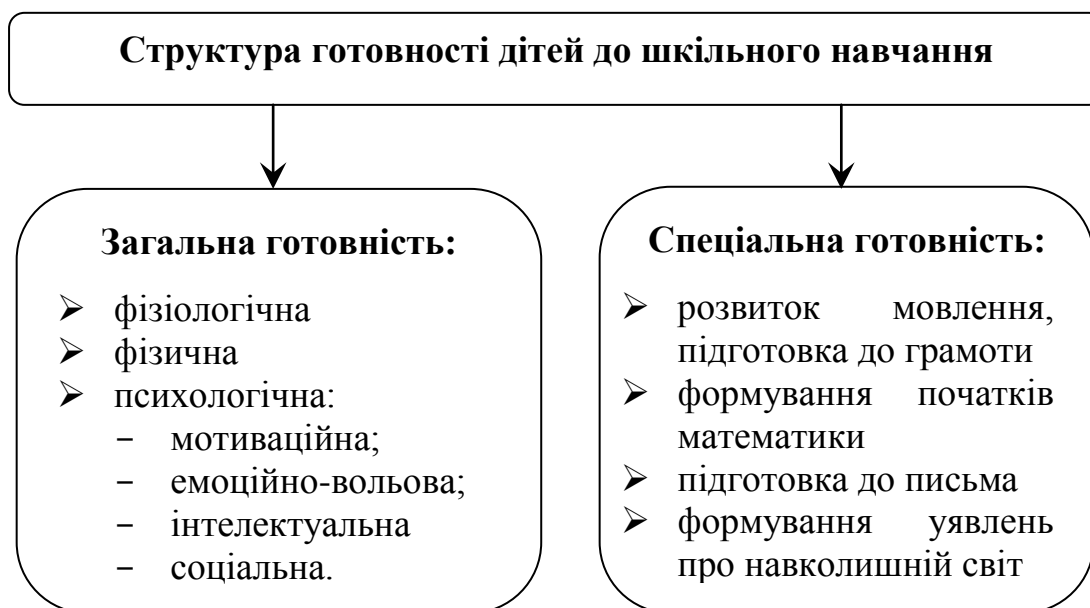 Структура готовності дітей до шкільного навчання
Загальна готовність:
➢ фізіологічна
➢ фізична
➢ психологічна:
− мотиваційна;
− емоційно-вольова;
− інтелектуальна
− соціальна.
Спеціальна готовність:
➢ розвиток мовлення,
підготовка до грамоти
➢ формування початків
математики
➢ підготовка до письма
➢ формування уявлень
про навколишній світ